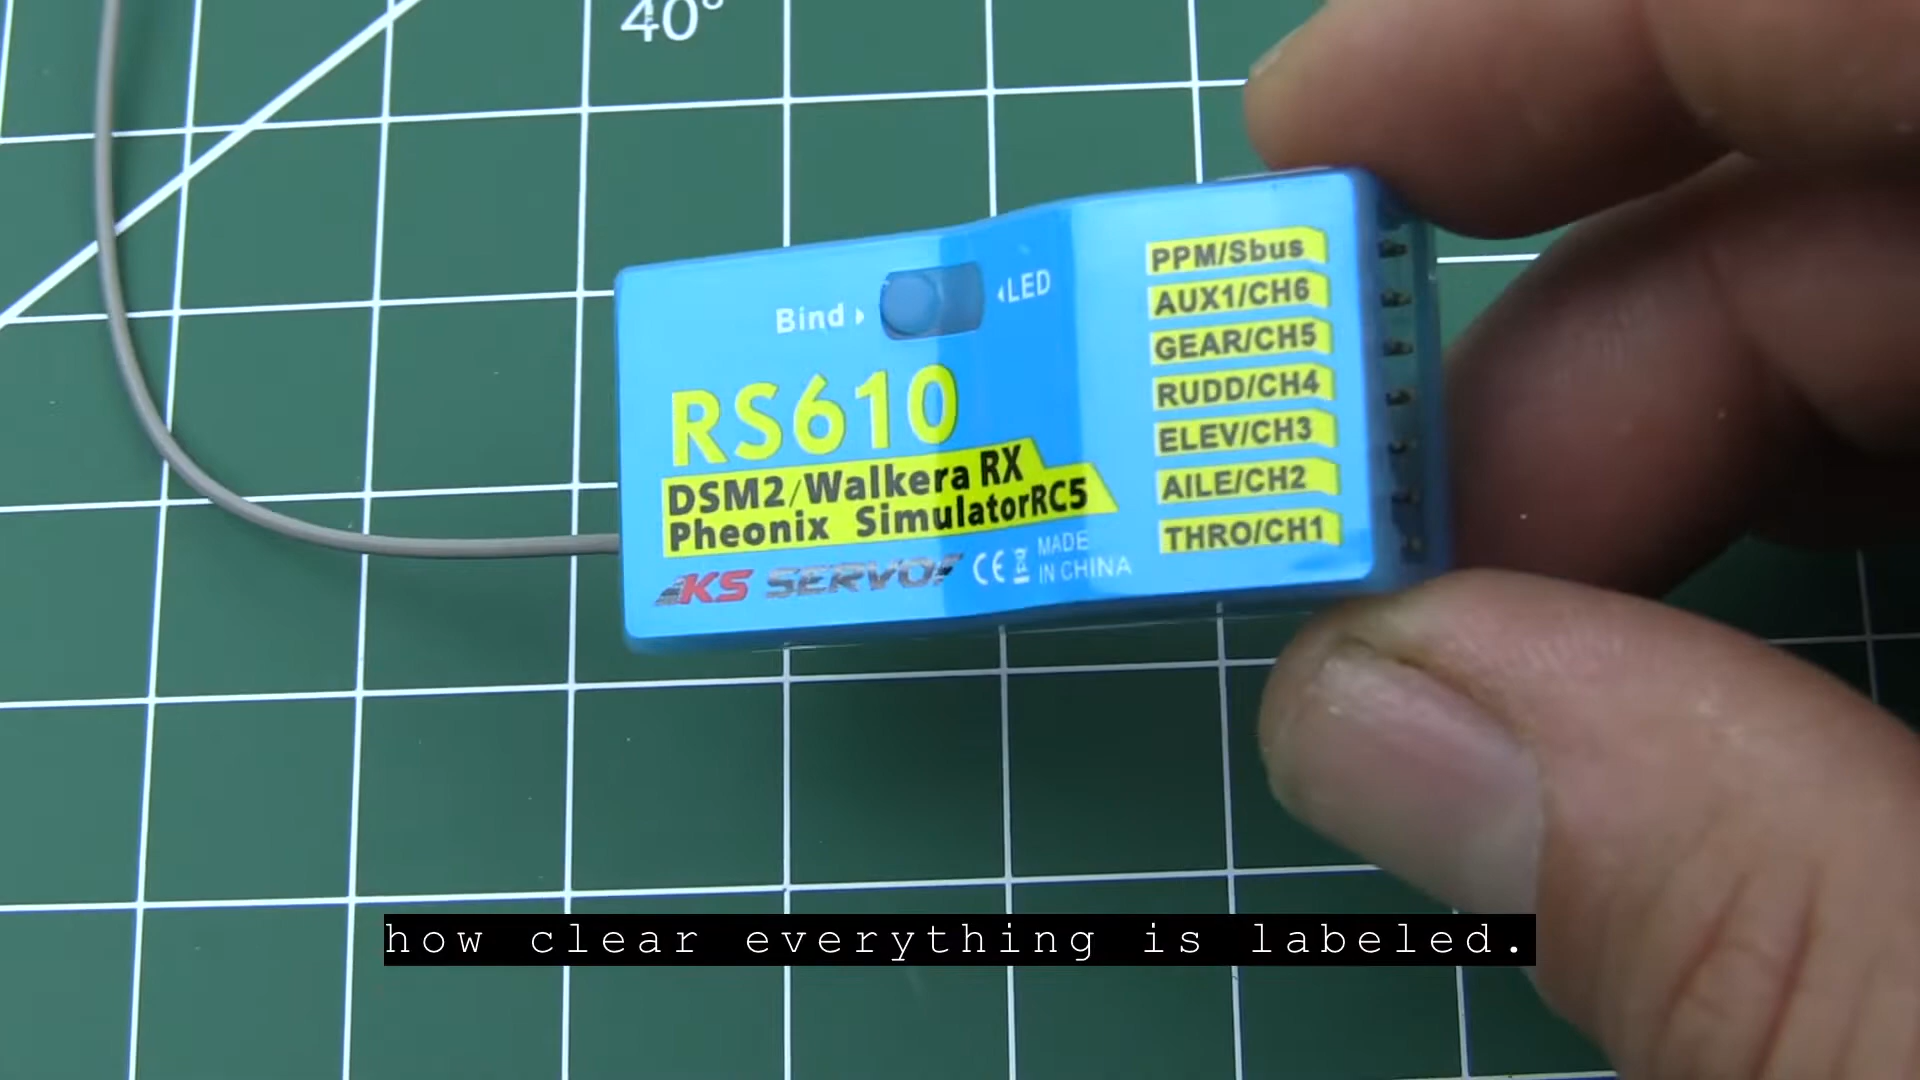 40°
Bind
LED
RS610
DSM2/Walkera RX
Pheonix SimulatorRC5
KS SERVO
CE
MADE
IN CHINA
PPM/Sbus
AUX1/CH6
GEAR/CH5
RUDD/CH4
ELEV/CH3
AILE/CH2
THRO/CH1
how clear everything is labeled.